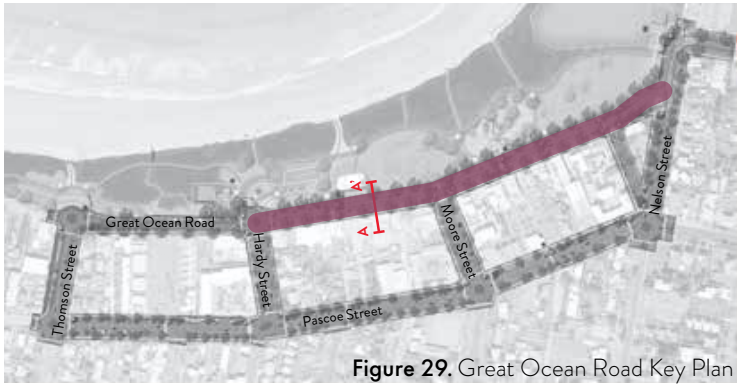 A'
A
Great Ocean Road
Hardy Street
Moore Street
Nelson Street
Thomson Street
Pascoe Street
Figure 29. Great Ocean Road Key Plan